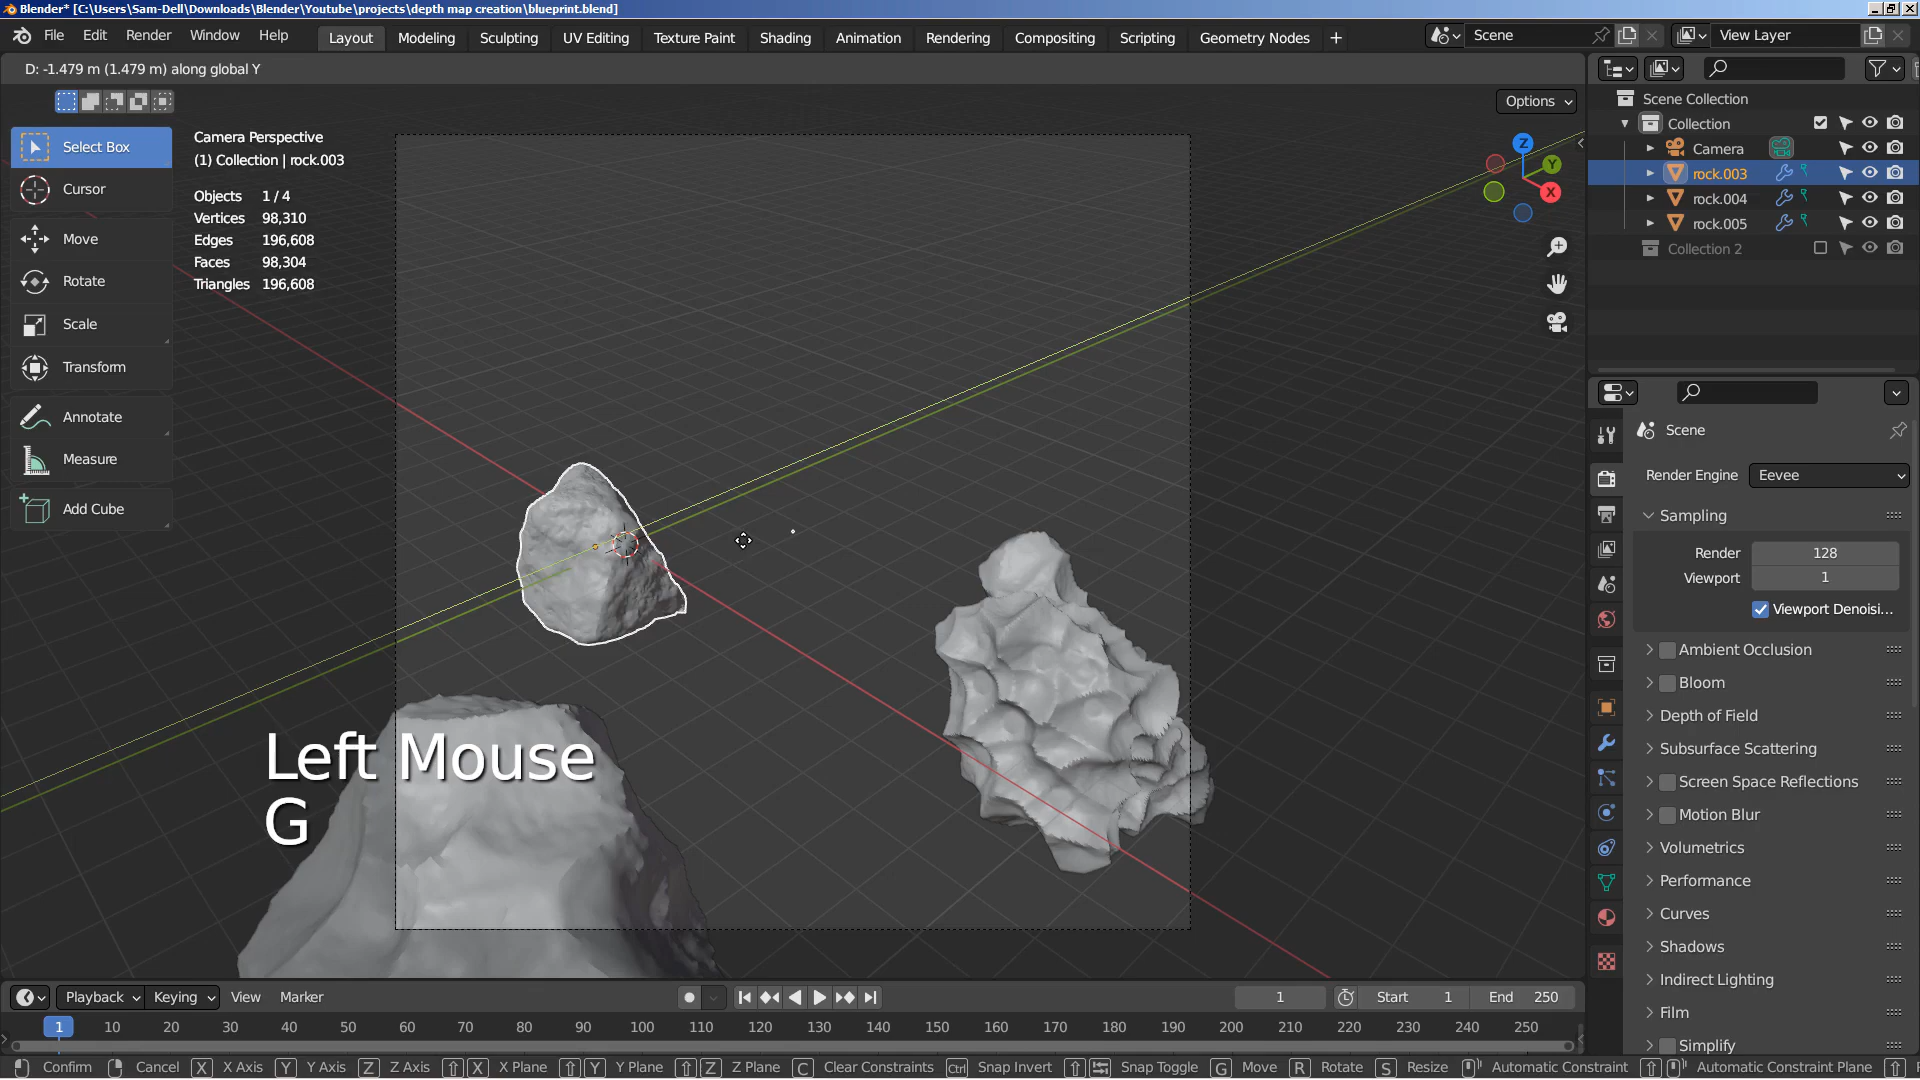 Blender* [C:\Users\Sam-Dell\Downloads\Blender\Youtube\projects\depth map creation\blueprint.blend]
File Edit Render Window Help Layout Modeling Sculpting UV Editing Texture Paint Shading Animation Rendering Compositing Scripting Geometry Nodes + Scene View Layer
D: -1.479 m (1.479 m) along global Y
Options
Select Box
Cursor
Move
Rotate
Scale
Transform
Annotate
Measure
Add Cube
Camera Perspective
(1) Collection | rock.003
Objects 1 / 4
Vertices 98,310
Edges 196,608
Faces 98,304
Triangles 196,608
Z
Y
X
Left Mouse
G
Scene Collection
Collection
Camera
rock.003
rock.004
rock.005
Collection 2
Scene
Render Engine Eevee
Sampling
Render 128
Viewport 1
Viewport Denoisi...
Ambient Occlusion
Bloom
Depth of Field
Subsurface Scattering
Screen Space Reflections
Motion Blur
Volumetrics
Performance
Curves
Shadows
Indirect Lighting
Film
Simplify
Playback Keying View Marker 1 Start 1 End 250
1 10 20 30 40 50 60 70 80 90 100 110 120 130 140 150 160 170 180 190 200 210 220 230 240 250
Confirm Cancel X X Axis Y Y Axis Z Z Axis X X Plane Y Y Plane Z Z Plane C Clear Constraints Ctrl Snap Invert Snap Toggle G Move R Rotate S Resize Automatic Constraint Automatic Constraint Plane